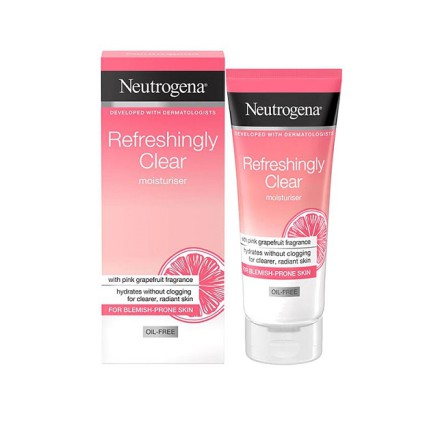 Neutrogena®
DEVELOPED WITH DERMATOLOGISTS
Refreshingly
Clear
moisturiser
with pink grapefruit fragrance
hydrates without clogging
for clearer, radiant skin
FOR BLEMISH-PRONE SKIN
OIL-FREE
Neutrogena®
DEVELOPED WITH DERMATOLOGISTS
Refreshingly
Clear
moisturiser
with pink grapefruit fragrance
hydrates without clogging
for clearer, radiant skin
FOR BLEMISH-PRONE SKIN
OIL-FREE